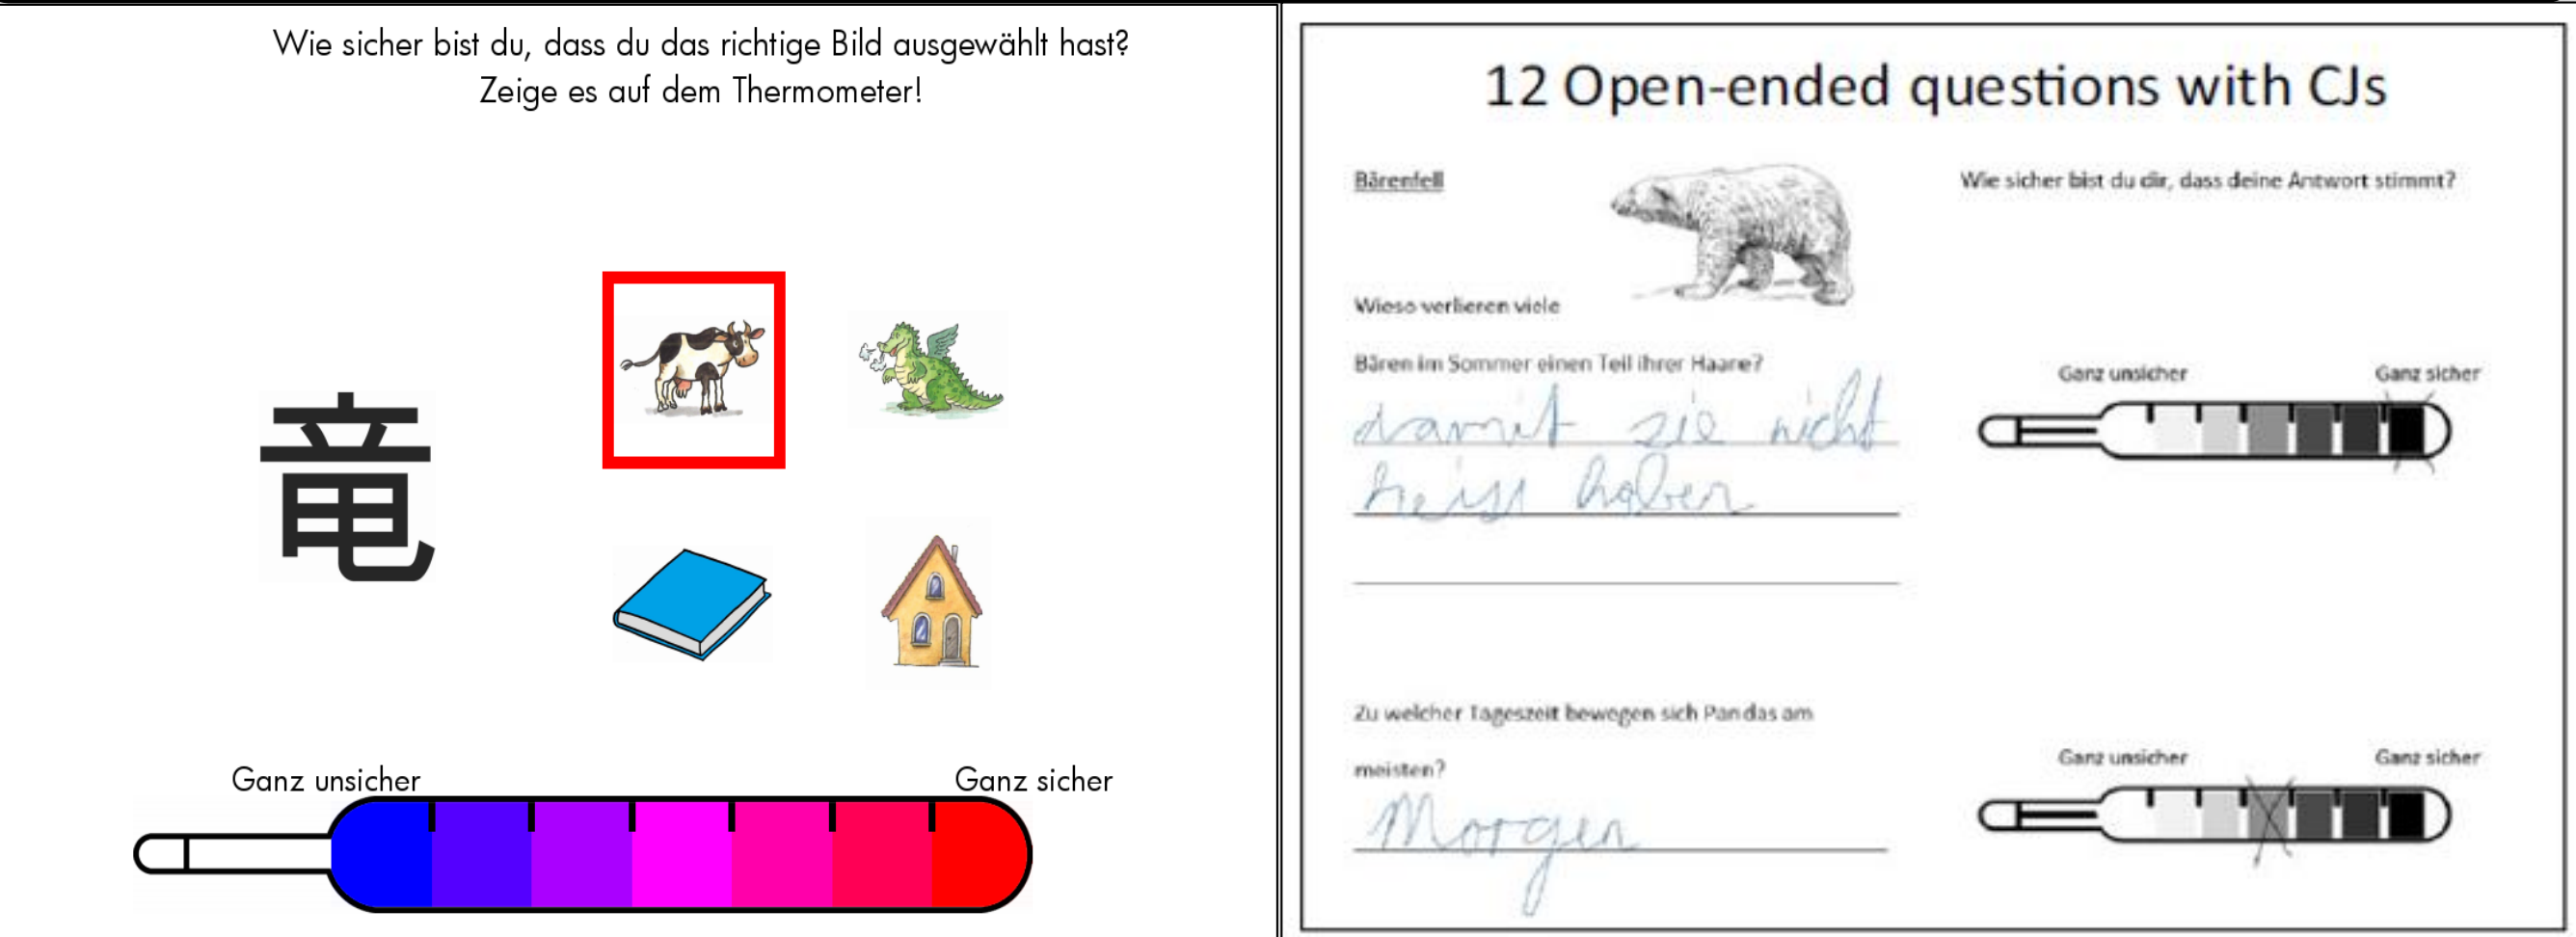 Wie sicher bist du, dass du das richtige Bild ausgewählt hast?
Zeige es auf dem Thermometer!
竜
Ganz unsicher
Ganz sicher
12 Open-ended questions with CJs
Bärenfell
Wie sicher bist du dir, dass deine Antwort stimmt?
Wieso verlieren viele
Bären im Sommer einen Teil ihrer Haare?
damit sie nicht
heiss haben
Ganz unsicher
Ganz sicher
Zu welcher Tageszeit bewegen sich Pandas am
meisten?
Morgen
Ganz unsicher
Ganz sicher